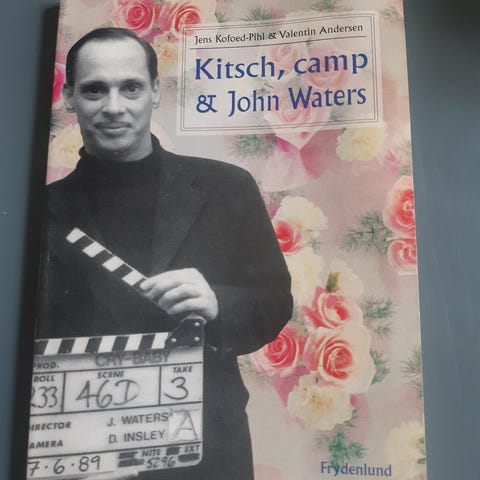 Jens Kofoed-Pihl & Valentin Andersen
Kitsch, camp
& John Waters
CRY-BABY
PROD.
ROLL SCENE TAKE
233 46D 3
DIRECTOR J. WATERS
CAMERA D. INSLEY A
7-6-89 NITE EXT
5296
Frydenlund